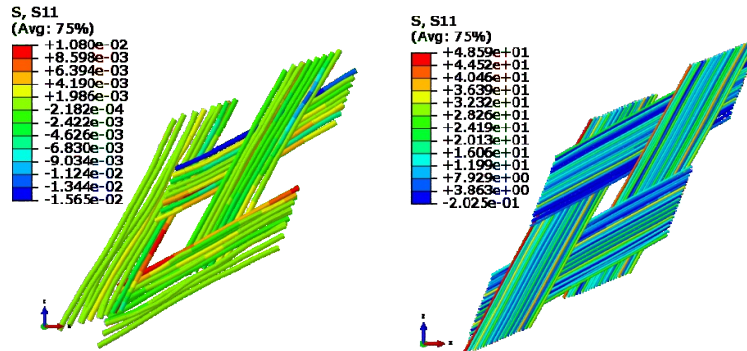 S, S11
(Avg: 75%)
+1.080e-02
+8.598e-03
+6.394e-03
+4.190e-03
+1.986e-03
-2.182e-04
-2.422e-03
-4.626e-03
-6.830e-03
-9.034e-03
-1.124e-02
-1.344e-02
-1.565e-02
S, S11
(Avg: 75%)
+4.859e+01
+4.452e+01
+4.046e+01
+3.639e+01
+3.232e+01
+2.826e+01
+2.419e+01
+2.013e+01
+1.606e+01
+1.199e+01
+7.929e+00
+3.863e+00
-2.025e-01